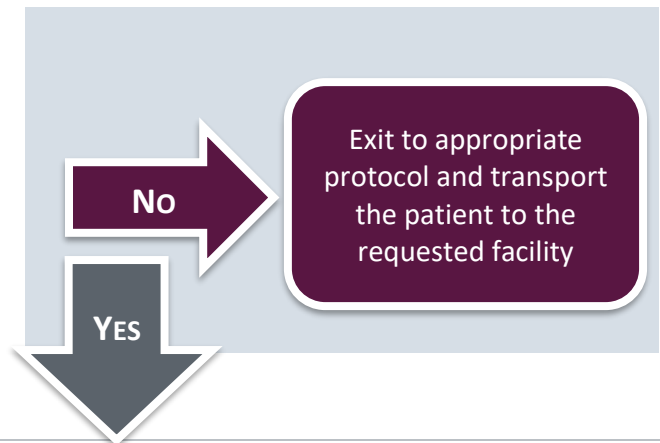 Exit to appropriate
protocol and transport
the patient to the
requested facility
No
Yes